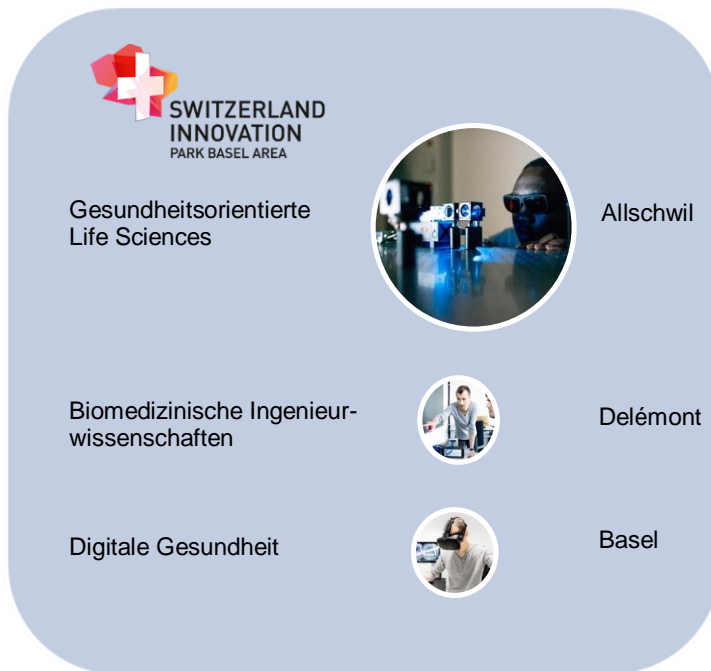 SWITZERLAND
INNOVATION
PARK BASEL AREA
Gesundheitsorientierte
Life Sciences
Allschwil
Biomedizinische Ingenieur-
wissenschaften
Delémont
Digitale Gesundheit
Basel